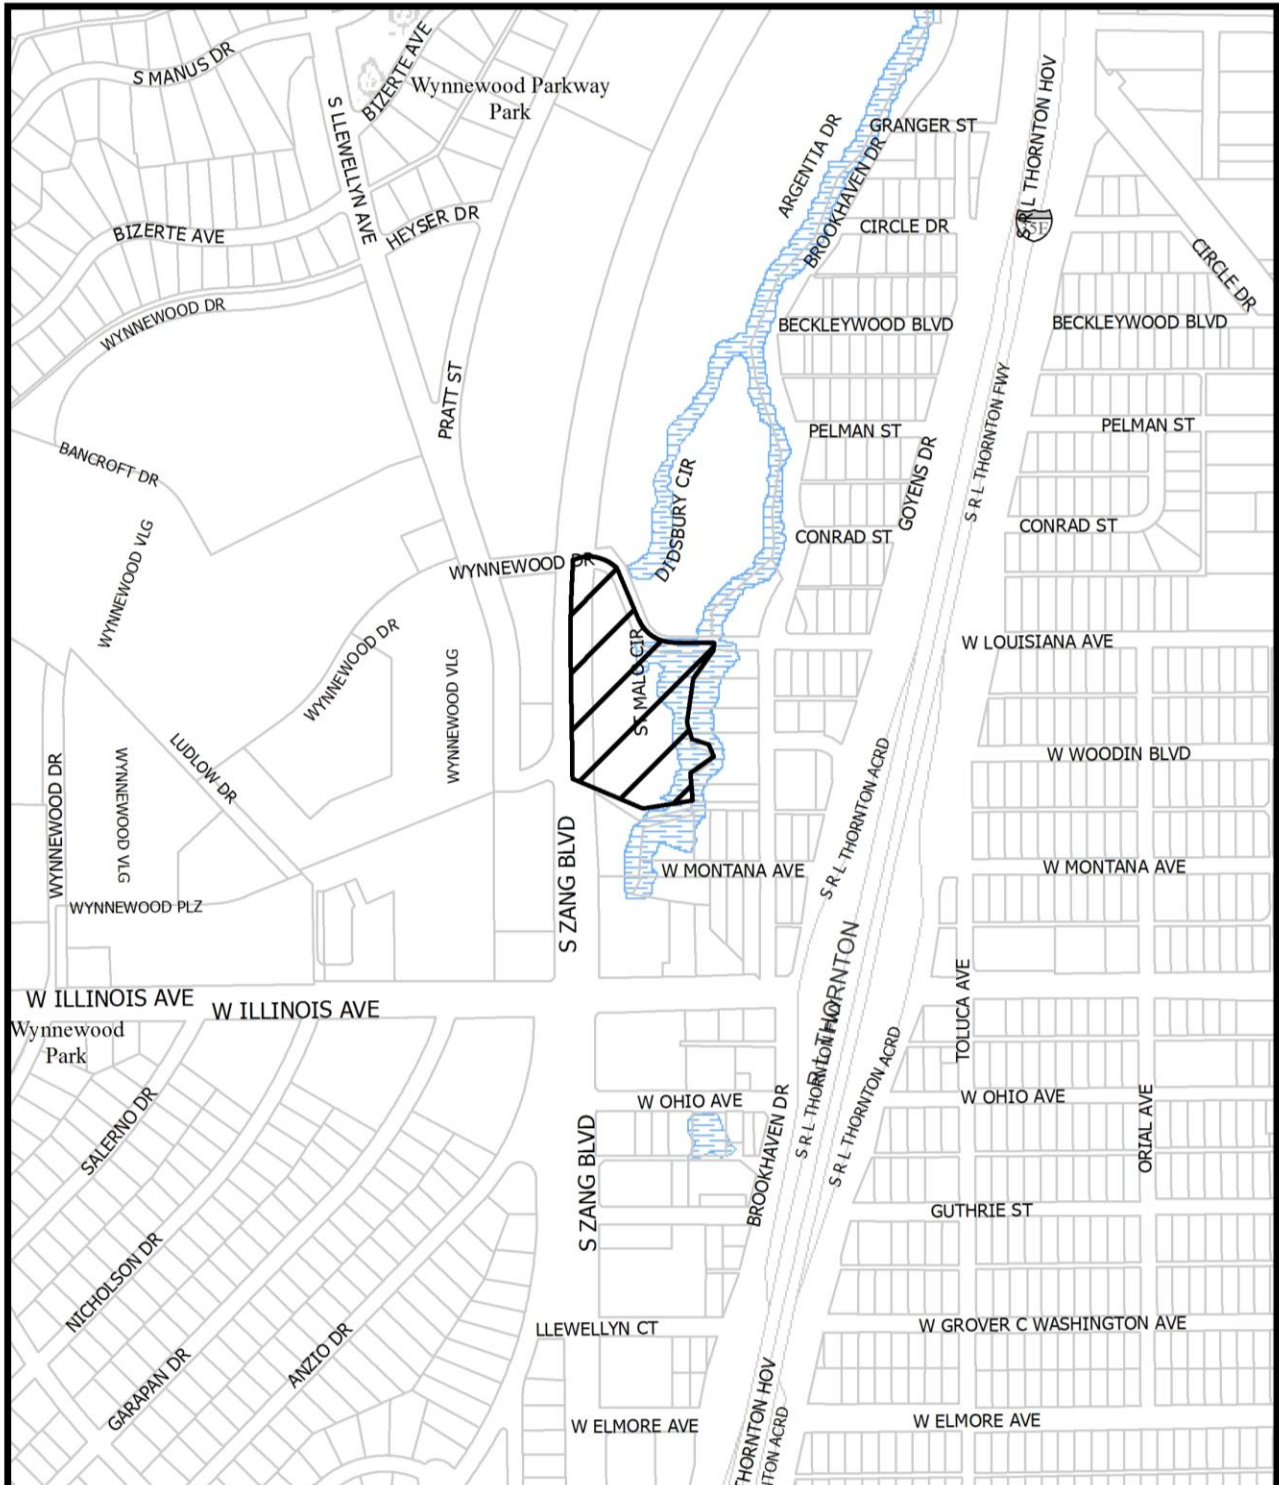 S MANUS DR
BIZERTE AVE
Wynnewood Parkway
Park
S LLEWELLYN AVE
S R L THORNTON HOV
GRANGER ST
ARGENTIA DR
BROOKHAVEN DR
HEYSER DR
BIZERTE AVE
CIRCLE DR
35E
CIRCLE DR
WYNNEWOOD DR
BECKLEYWOOD BLVD
BECKLEYWOOD BLVD
PRATT ST
S R L THORNTON FWY
PELMAN ST
PELMAN ST
BANCROFT DR
GOYENS DR
DIDSBURY CIR
CONRAD ST
CONRAD ST
WYNNEWOOD VLG
WYNNEWOOD DR
WYNNEWOOD DR
W LOUISIANA AVE
ST MALO CIR
WYNNEWOOD VLG
LUDLOW DR
W WOODIN BLVD
WYNNEWOOD DR
WYNNEWOOD VLG
S R L THORNTON ACRD
S ZANG BLVD
W MONTANA AVE
W MONTANA AVE
WYNNEWOOD PLZ
W ILLINOIS AVE
W ILLINOIS AVE
Wynnewood
Park
R L THORNTON
TOLUCA AVE
S R L THORNTON FWY
S R L THORNTON ACRD
SALERNO DR
W OHIO AVE
W OHIO AVE
S ZANG BLVD
BROOKHAVEN DR
ORIAL AVE
GUTHRIE ST
NICHOLSON DR
LLEWELLYN CT
W GROVER C WASHINGTON AVE
GARAPAN DR
ANZIO DR
W ELMORE AVE
W ELMORE AVE
THORNTON HOV
TON ACRD